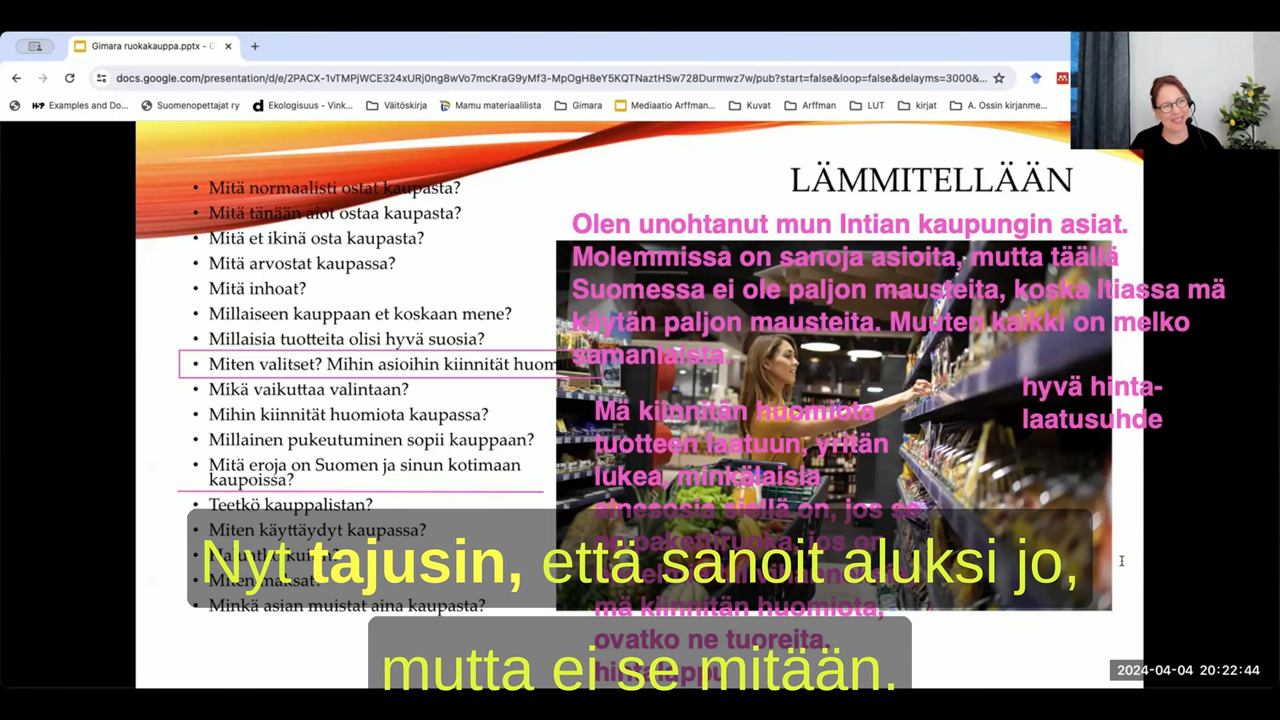 Gimara ruokakauppa.pptx - G
docs.google.com/presentation/d/e/2PACX-1vTMPjWCE324xURj0ng8wVo7mcKraG9yMf3-MpOgH8eY5KQTNaztHSw728Durmwz7w/pub?start=false&loop=false&delayms=3000&...
Examples and Do...
Suomenopettajat ry
Ekologisuus - Vink...
Väitöskirja
Mamu materiaalilista
Gimara
Mediaatio Arffman...
Kuvat
Arffman
LUT
kirjat
A. Ossin kirjanme...
LÄMMITELLÄÄN
• Mitä normaalisti ostat kaupasta?
• Mitä tänään aiot ostaa kaupasta?
• Mitä et ikinä osta kaupasta?
• Mitä arvostat kaupassa?
• Mitä inhoat?
• Millaiseen kauppaan et koskaan mene?
• Millaisia tuotteita olisi hyvä suosia?
• Miten valitset? Mihin asioihin kiinnität huom
• Mikä vaikuttaa valintaan?
• Mihin kiinnität huomiota kaupassa?
• Millainen pukeutuminen sopii kauppaan?
• Mitä eroja on Suomen ja sinun kotimaan
kaupoissa?
• Teetkö kauppalistan?
• Miten käyttäydyt kaupassa?
• Miten maksat?
• Minkä asian muistat aina kaupasta?
Olen unohtanut mun Intian kaupungin asiat.
Molemmissa on sanoja asioita, mutta täällä
Suomessa ei ole paljon mausteita, koska Itiassa mä
käytän paljon mausteita. Muuten kaikki on melko
samanlaista.
hyvä hinta-
laatusuhde
Mä kiinnitän huomiota
tuotteen laatuun, yritän
lukea, minkälaisia
ainesosia siellä on, jos se
mä kiinnitän huomiota,
ovatko ne tuoreita.
hintalappu
Nyt tajusin, että sanoit aluksi jo,
mutta ei se mitään.
2024-04-04 20:22:44